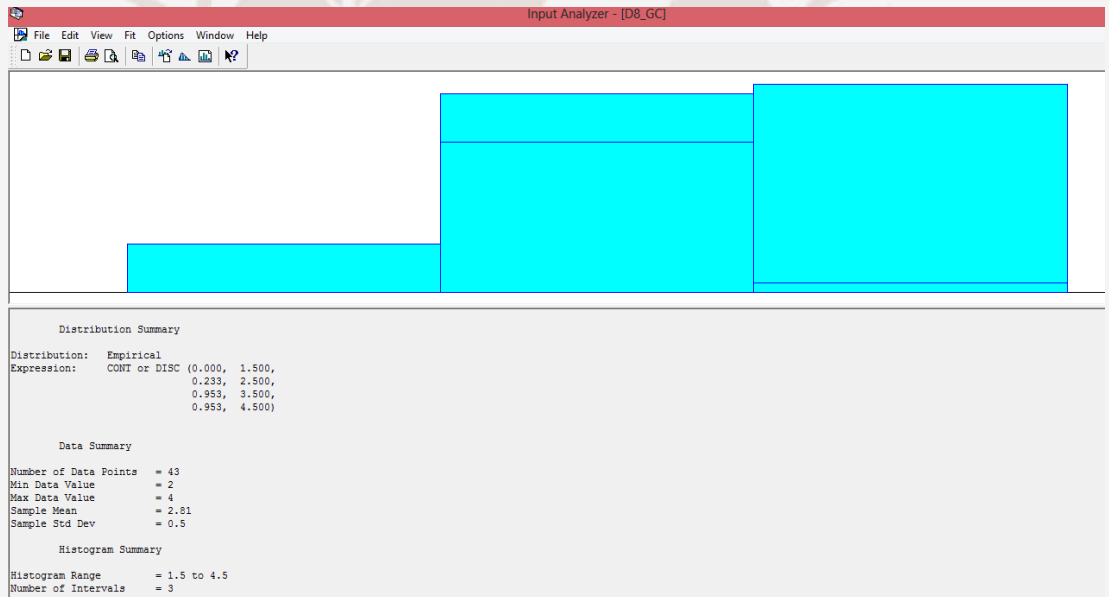 Input Analyzer - [D8_GC]
File Edit View Fit Options Window Help
Distribution Summary
Distribution: Empirical
Expression: CONT or DISC (0.000, 1.500,
0.233, 2.500,
0.953, 3.500,
0.953, 4.500)
Data Summary
Number of Data Points = 43
Min Data Value = 2
Max Data Value = 4
Sample Mean = 2.81
Sample Std Dev = 0.5
Histogram Summary
Histogram Range = 1.5 to 4.5
Number of Intervals = 3